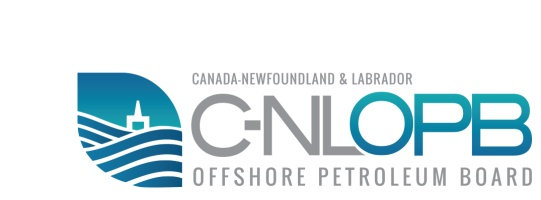 CANADA-NEWFOUNDLAND & LABRADOR
C-NLOPB
OFFSHORE PETROLEUM BOARD